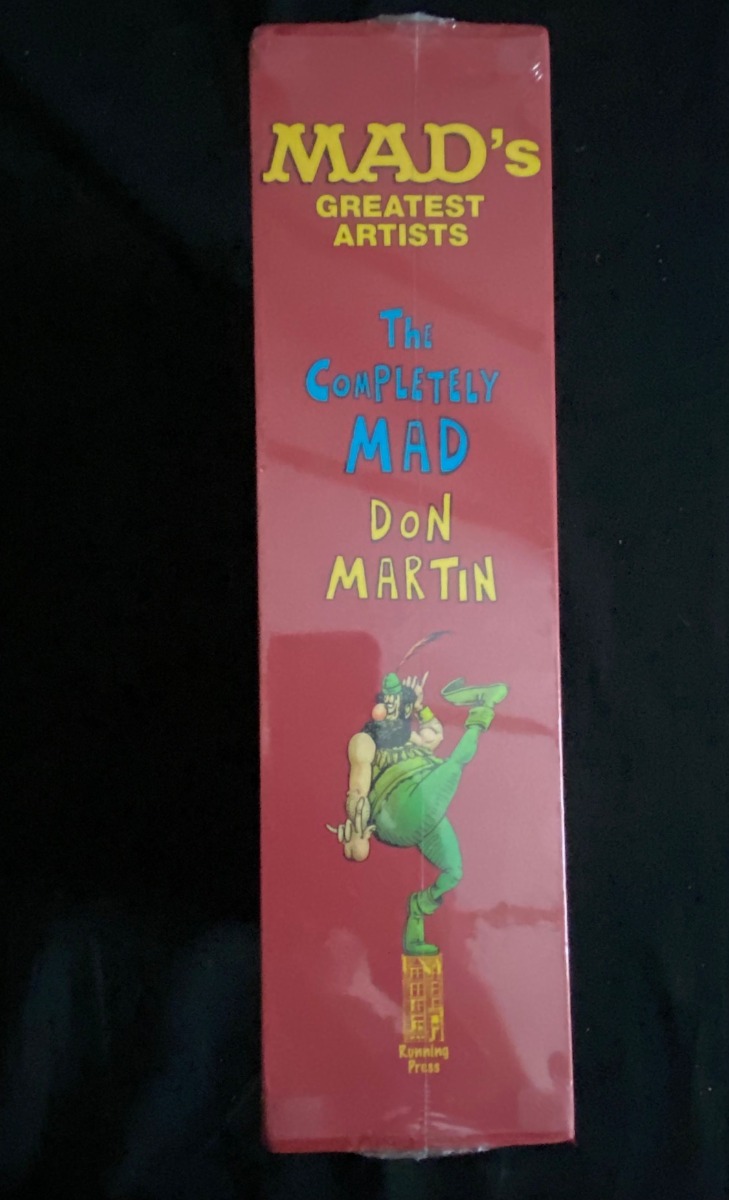 MAD's
GREATEST
ARTISTS
The
COMPLETELY
MAD
DON
MARTIN
Running
Press